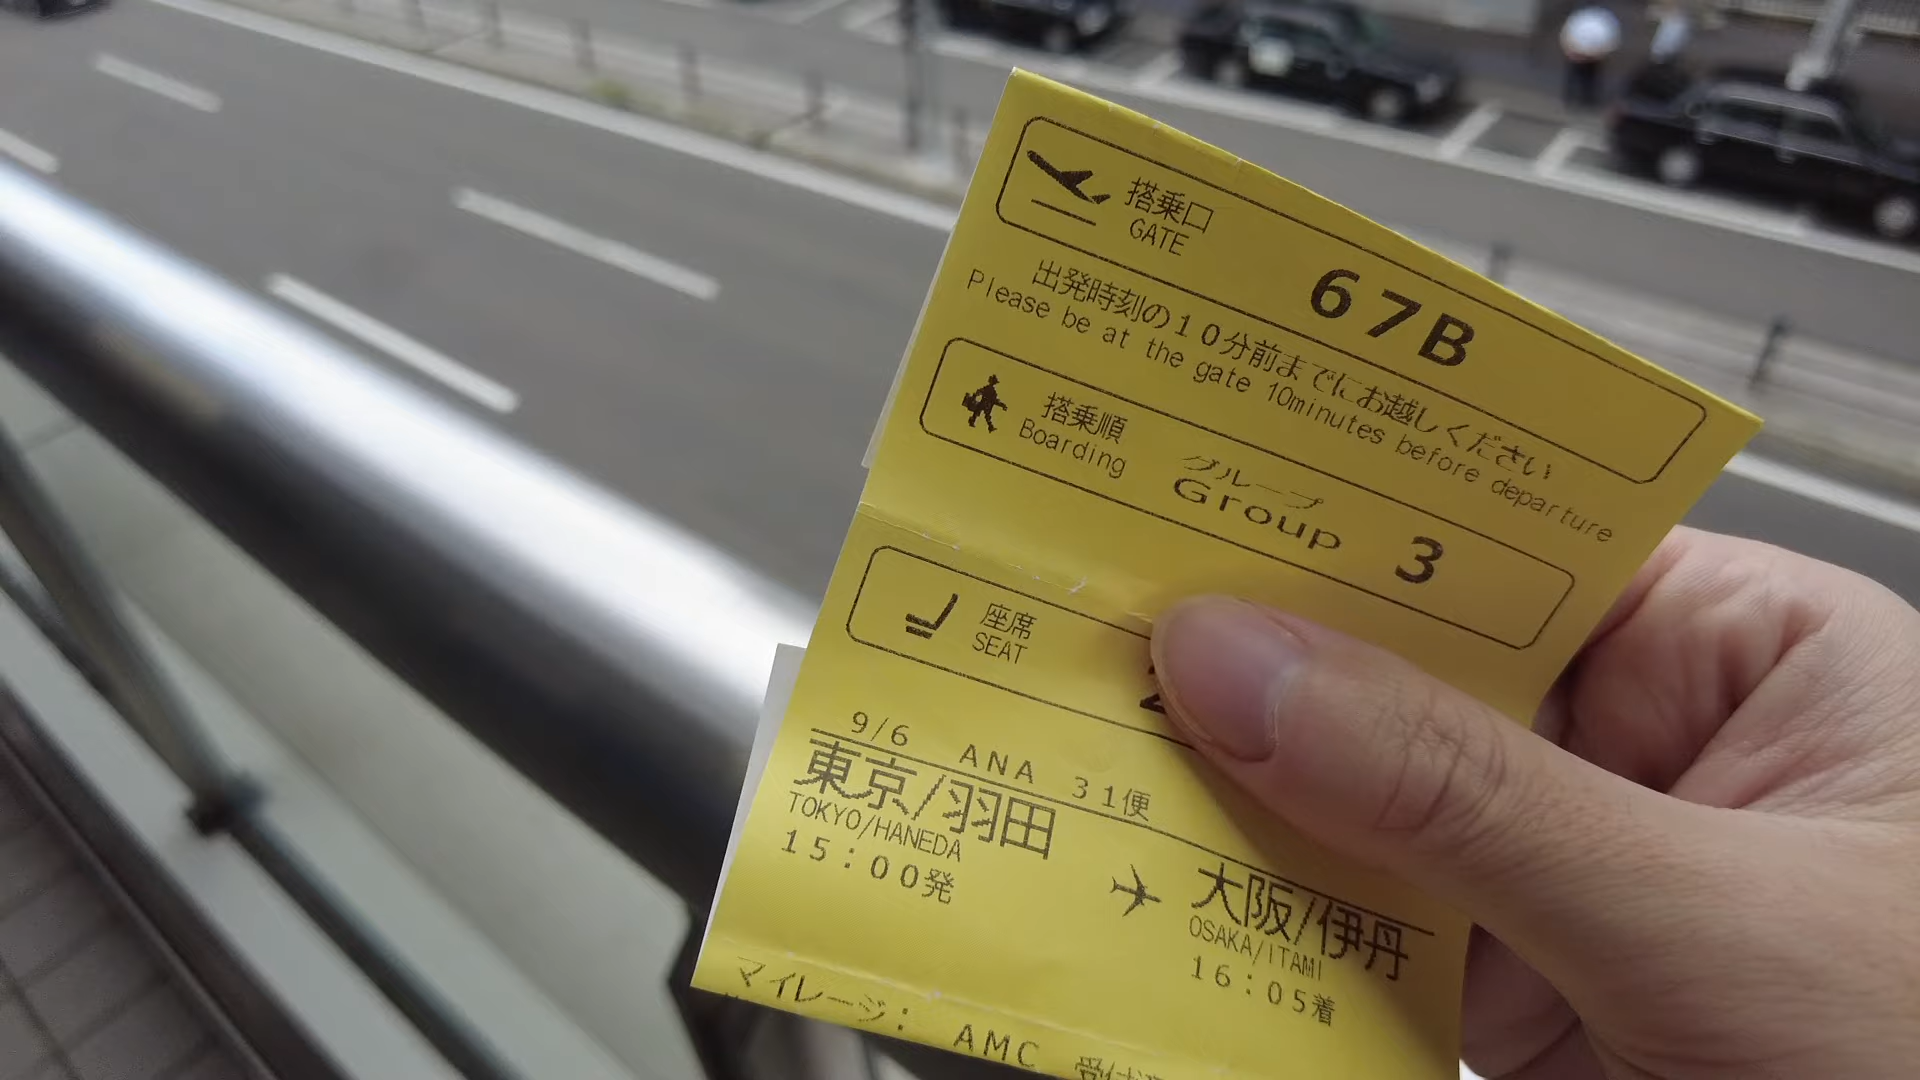 搭乗口
GATE
67B
出発時刻の10分前までにお越しください
Please be at the gate 10minutes before departure
搭乗順
Boarding
グループ
Group 3
座席
SEAT
9/6 ANA 31便
東京/羽田
TOKYO/HANEDA
15:00発
大阪/伊丹
OSAKA/ITAMI
16:05着
マイレージ: AMC